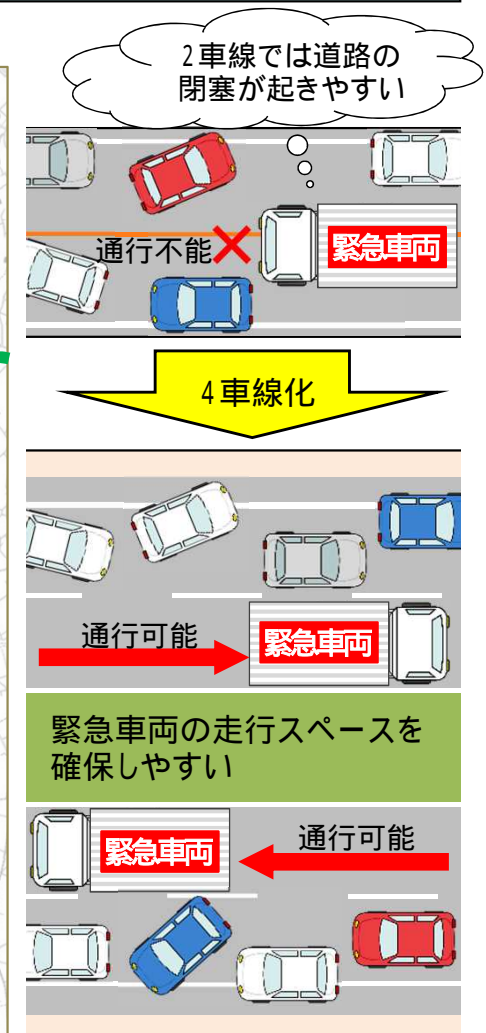 2車線では道路の
閉塞が起きやすい
通行不能
緊急車両
4車線化
通行可能
緊急車両
緊急車両の走行スペースを
確保しやすい
緊急車両
通行可能